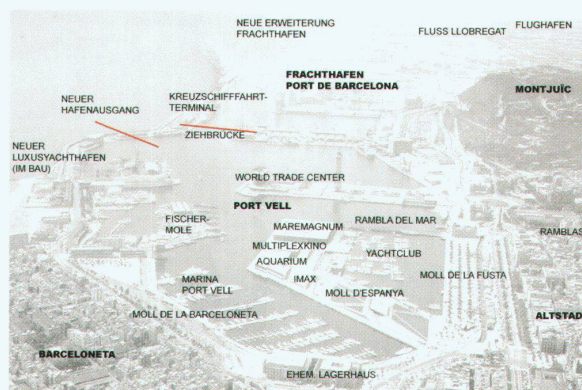 NEUE ERWEITERUNG
FRACHTHAFEN
FLUSS LLOBREGAT
FLUGHAFEN
FRACHTHAFEN
PORT DE BARCELONA
MONTJUÏC
NEUER
HAFENAUSGANG
KREUZSCHIFFFAHRT-
TERMINAL
ZIEHBRÜCKE
NEUER
LUXUSYACHTHAFEN
(IM BAU)
WORLD TRADE CENTER
PORT VELL
FISCHER-
MOLE
MAREMAGNUM
RAMBLA DEL MAR
RAMBLAS
MULTIPLEXKINO
AQUARIUM
YACHTCLUB
IMAX
MOLL DE LA FUSTA
MARINA
PORT VELL
MOLL D'ESPANYA
MOLL DE LA BARCELONETA
ALTSTAD
BARCELONETA
EHEM. LAGERHAUS